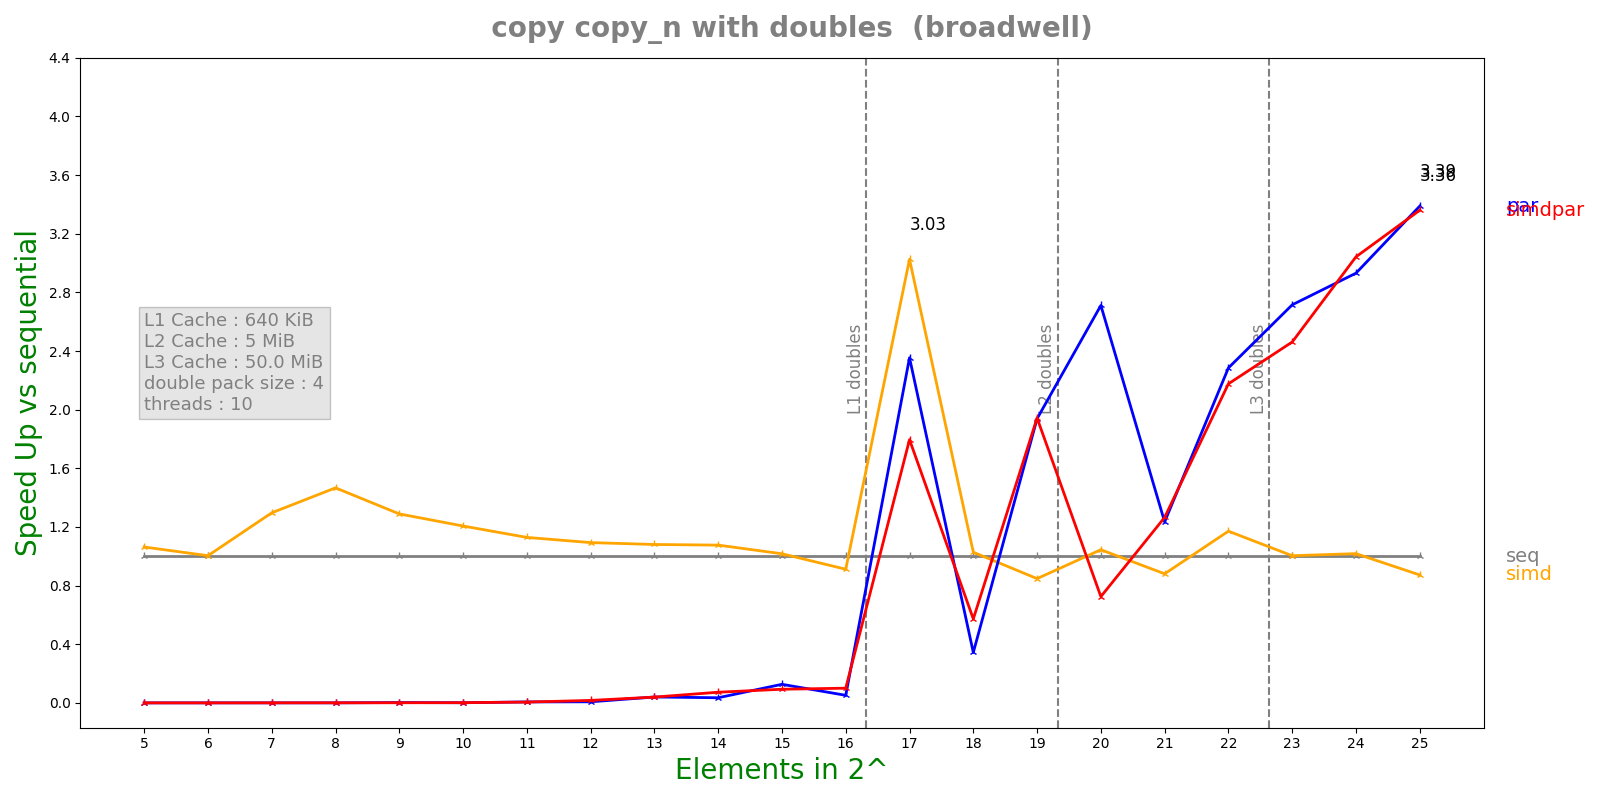 copy copy_n with doubles (broadwell)
Speed Up vs sequential
4.4
4.0
3.6
3.2
2.8
2.4
2.0
1.6
1.2
0.8
0.4
0.0
L1 Cache : 640 KiB
L2 Cache : 5 MiB
L3 Cache : 50.0 MiB
double pack size : 4
threads : 10
L1 doubles
L2 doubles
L3 doubles
3.03
3.39
3.36
par
simdpar
seq
simd
5 6 7 8 9 10 11 12 13 14 15 16 17 18 19 20 21 22 23 24 25
Elements in 2^